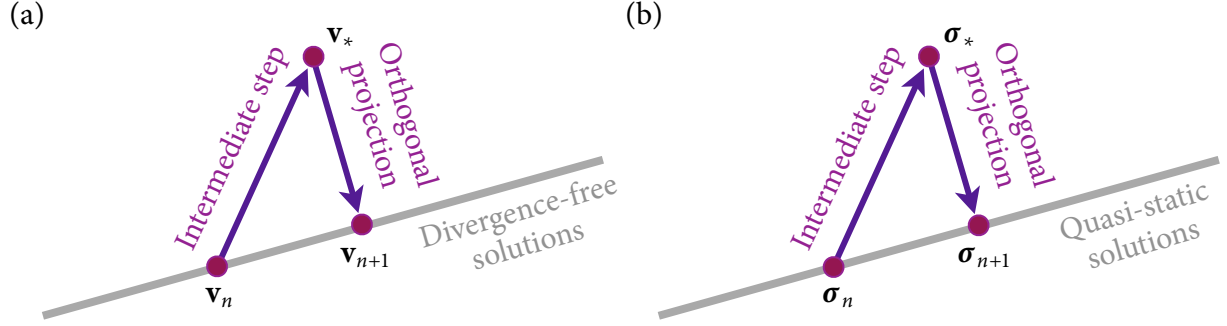 (a)
v*
Intermediate step
Orthogonal
projection
Divergence-free
solutions
vₙ
vₙ₊₁
(b)
σ*
Intermediate step
Orthogonal
projection
Quasi-static
solutions
σₙ
σₙ₊₁